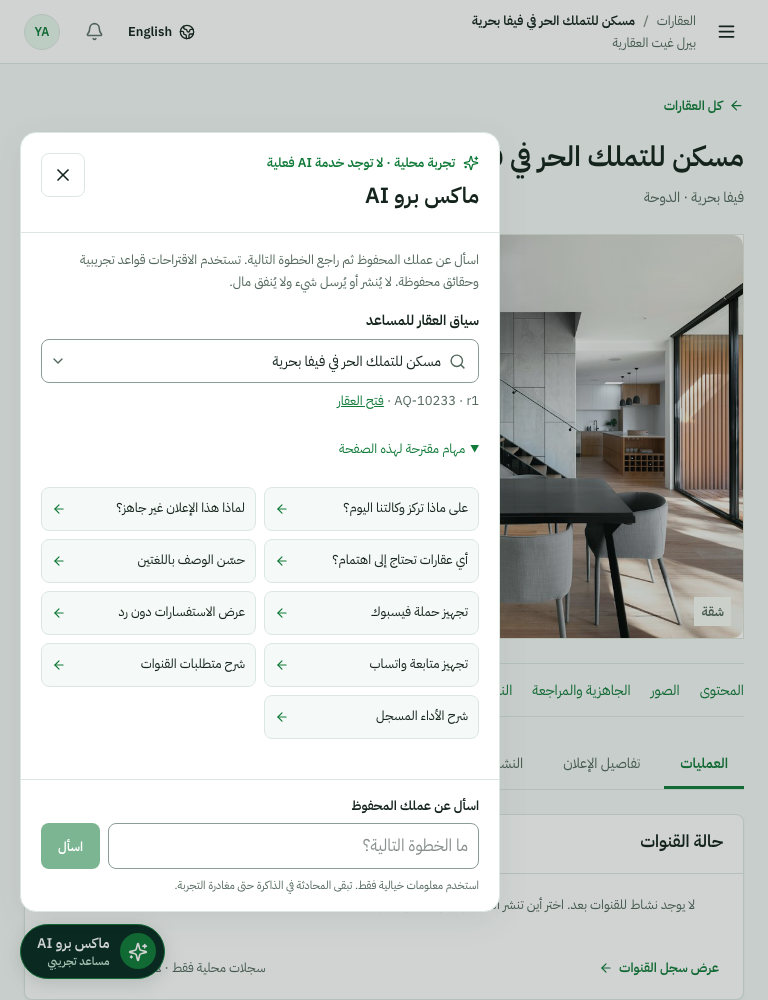 العقارات / مسكن للتملك الحر في فيفا بحرية
بيرل غيت العقارية
English
YA
كل العقارات
مسكن للتملك الحر في
فيفا بحرية · الدوحة
شقة
المحتوى
الصور
الجاهزية والمراجعة
العمليات
تفاصيل الإعلان
حالة القنوات
لا يوجد نشاط للقنوات بعد. اختر أين تنشر
عرض سجل القنوات
سجلات محلية فقط ·
تجربة محلية · لا توجد خدمة AI فعلية
ماكس برو AI
اسأل عن عملك المحفوظ ثم راجع الخطوة التالية. تستخدم الاقتراحات قواعد تجريبية
وحقائق محفوظة. لا يُنشر أو يُرسل شيء ولا يُنفق مال.
سياق العقار للمساعد
مسكن للتملك الحر في فيفا بحرية
AQ-10233 · r1 · فتح العقار
مهام مقترحة لهذه الصفحة
على ماذا تركز وكالتنا اليوم؟
لماذا هذا الإعلان غير جاهز؟
أي عقارات تحتاج إلى اهتمام؟
حسّن الوصف باللغتين
تجهيز حملة فيسبوك
عرض الاستفسارات دون رد
تجهيز متابعة واتساب
شرح متطلبات القنوات
شرح الأداء المسجل
اسأل عن عملك المحفوظ
ما الخطوة التالية؟
اسأل
استخدم معلومات خيالية فقط. تبقى المحادثة في الذاكرة حتى مغادرة التجربة.
ماكس برو AI
مساعد تجريبي